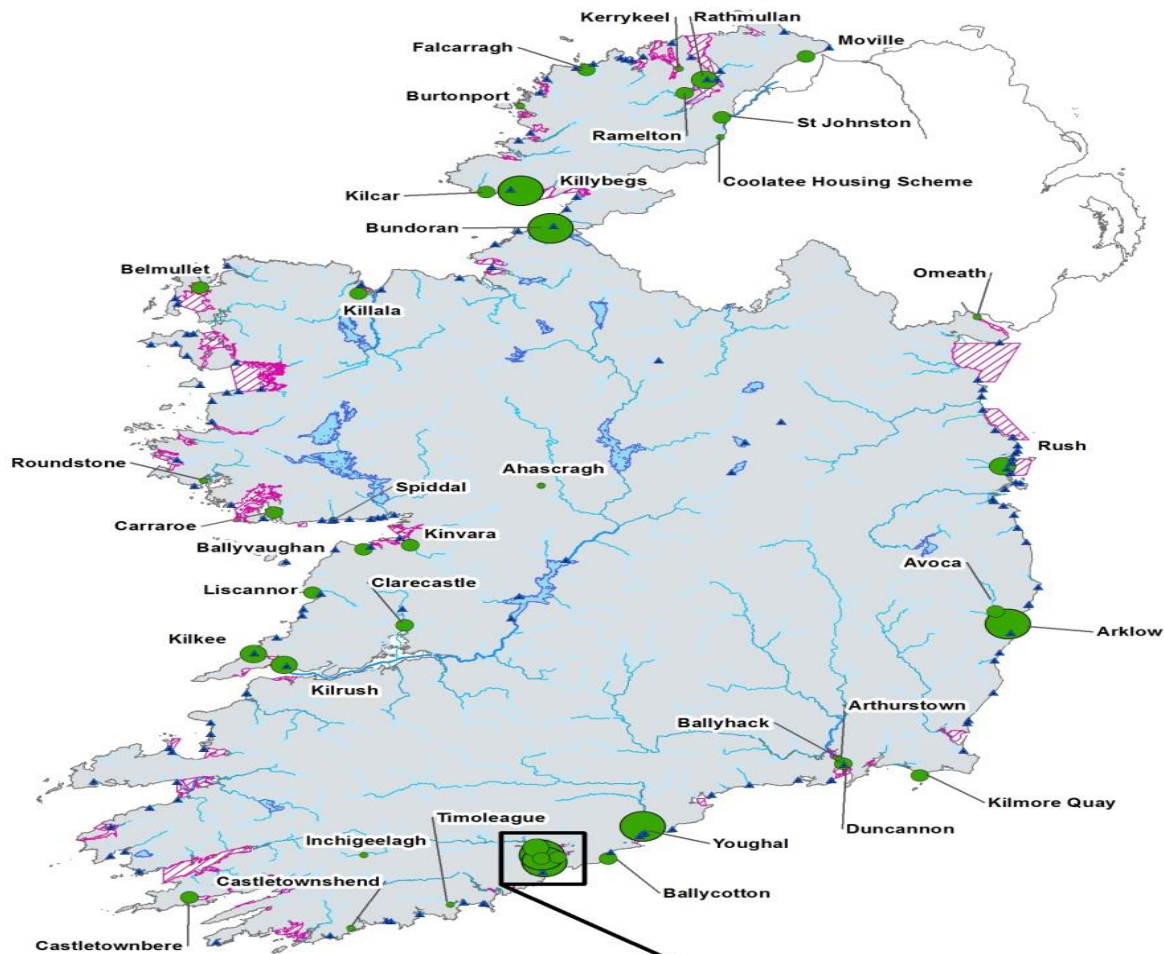 Kerrykeel
Rathmullan
Falcarragh
Moville
Burtonport
Ramelton
St Johnston
Killybegs
Coolatee Housing Scheme
Kilcar
Bundoran
Belmullet
Omeath
Killala
Rush
Roundstone
Ahascragh
Spiddal
Carraroe
Kinvara
Ballyvaughan
Avoca
Clarecastle
Liscannor
Arklow
Kilkee
Kilrush
Arthurstown
Ballyhack
Kilmore Quay
Timoleague
Duncannon
Inchigeelagh
Youghal
Castletownshend
Ballycotton
Castletownbere